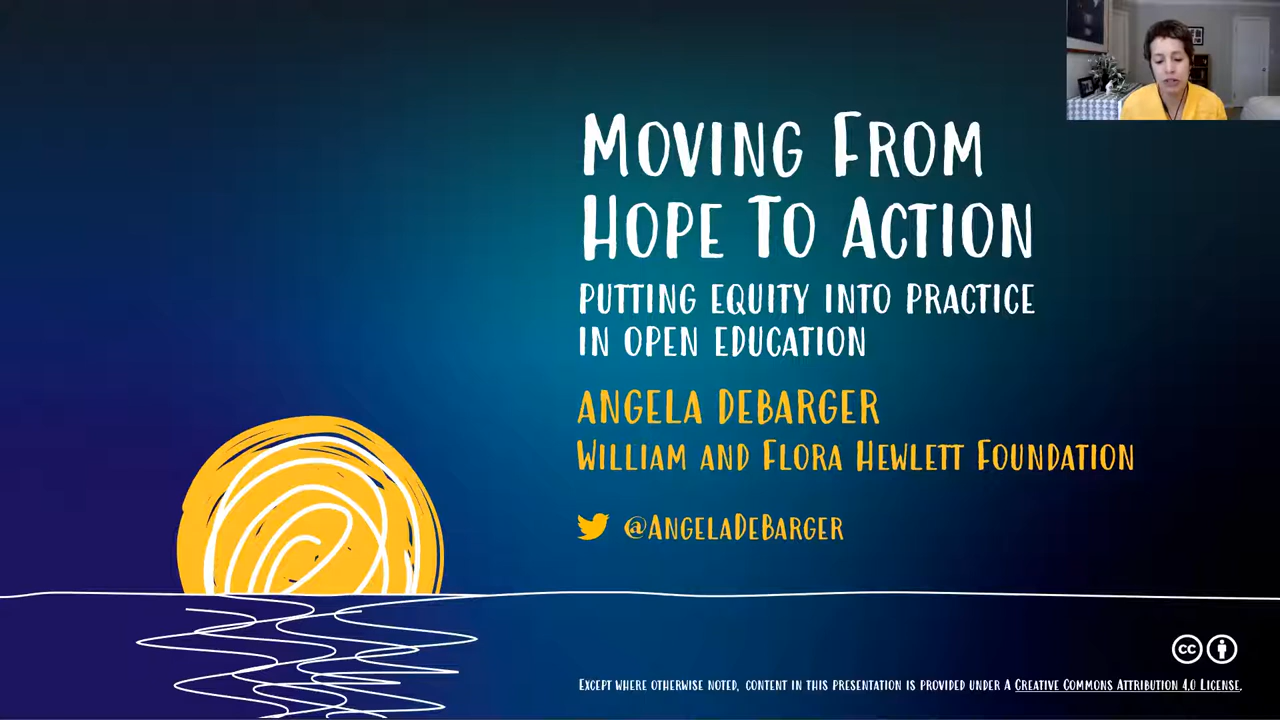 MOVING FROM
HOPE TO ACTION
PUTTING EQUITY INTO PRACTICE
IN OPEN EDUCATION
ANGELA DEBARGER
WILLIAM AND FLORA HEWLETT FOUNDATION
@ANGELADEBARGER
cc
EXCEPT WHERE OTHERWISE NOTED, CONTENT IN THIS PRESENTATION IS PROVIDED UNDER A CREATIVE COMMONS ATTRIBUTION 4.0 LICENSE.